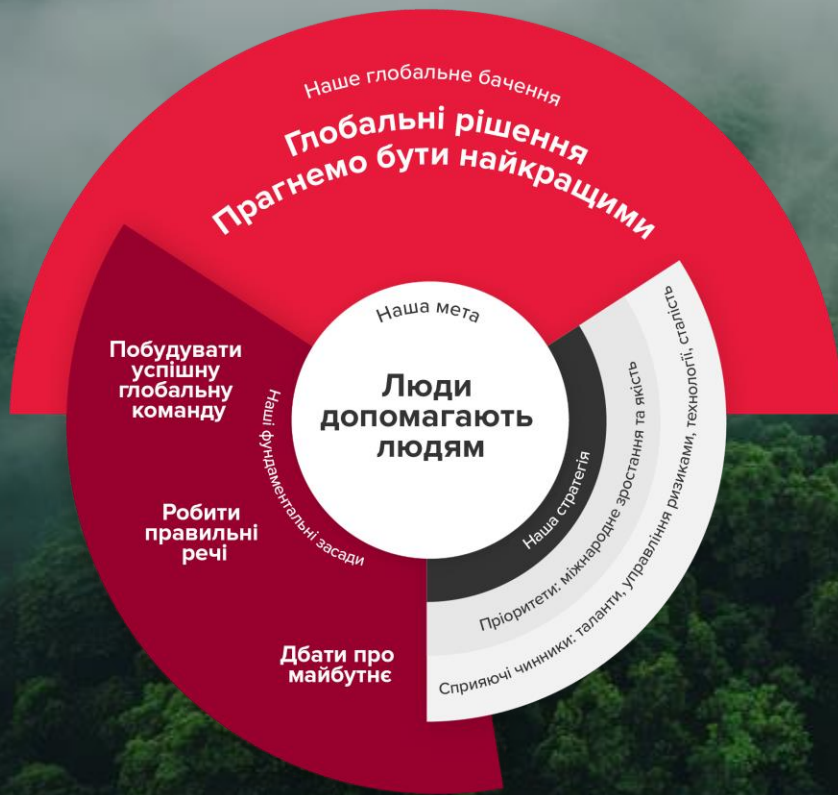 Наше глобальне бачення
Глобальні рішення
Прагнемо бути найкращими
Наша мета
Люди
допомагають
людям
Наші фундаментальні засади
Побудувати
успішну
глобальну
команду
Робити
правильні
речі
Дбати про
майбутнє
Наша стратегія
Пріоритети: міжнародне зростання та якість
Сприяючі чинники: таланти, управління ризиками, технології, сталість